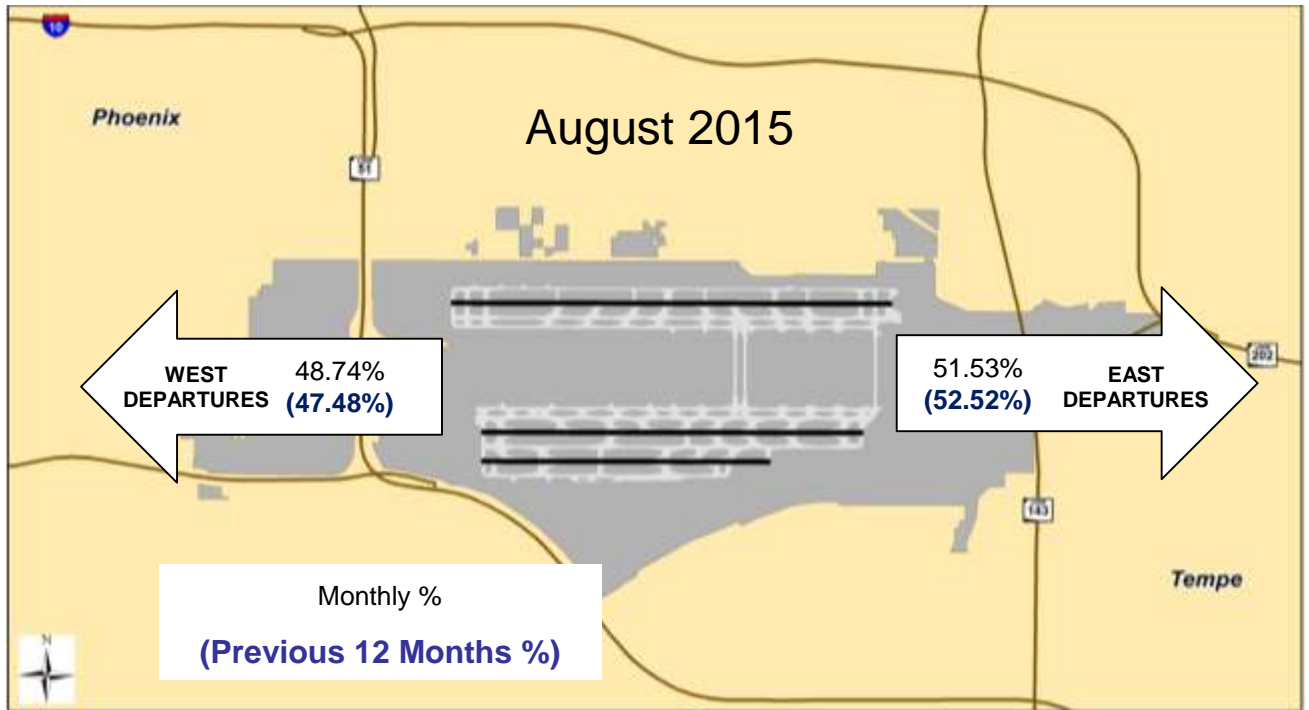 10
Phoenix
August 2015
51
WEST
DEPARTURES
48.74%
(47.48%)
51.53%
(52.52%)
EAST
DEPARTURES
202
143
Tempe
Monthly %
(Previous 12 Months %)
N